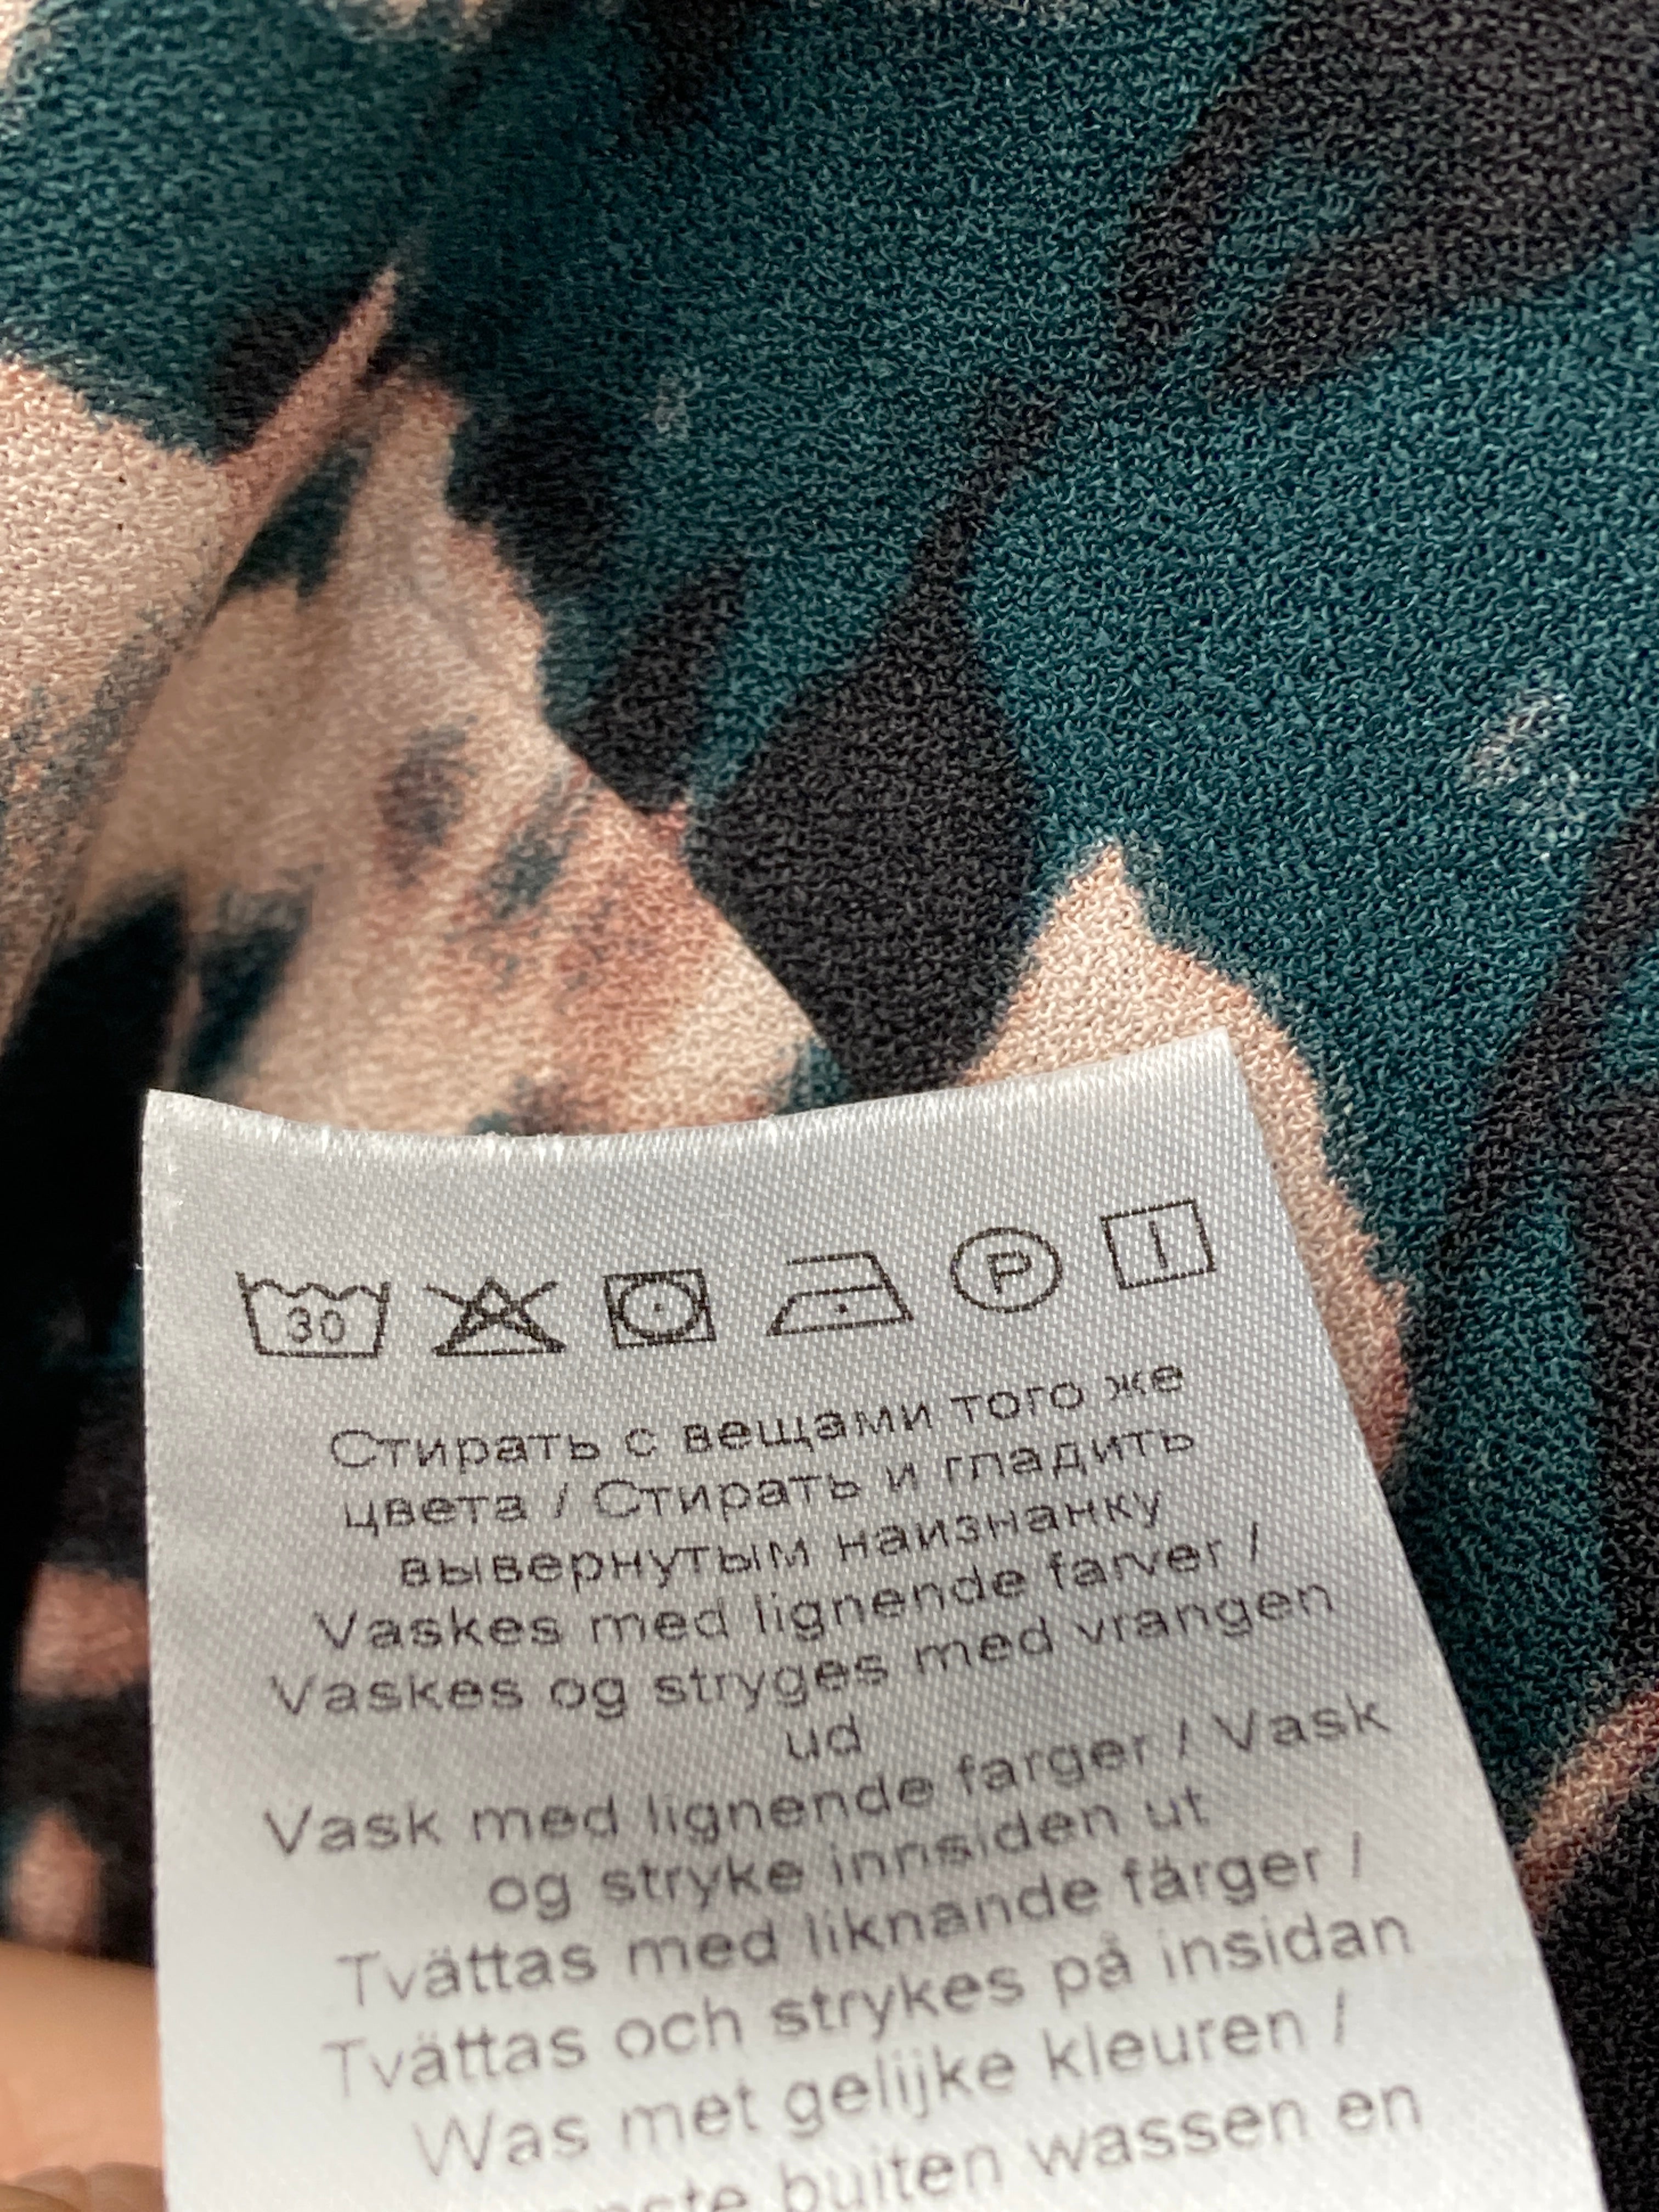 30 P
Стирать с вещами того же
цвета / Стирать и гладить
вывернутым наизнанку
Vaskes med lignende farver /
Vaskes og stryges med vrangen
ud
Vask med lignende farger / Vask
og stryke innsiden ut
Tvättas med liknande färger /
Tvättas och strykes på insidan
Was met gelijke kleuren /
buiten wassen en